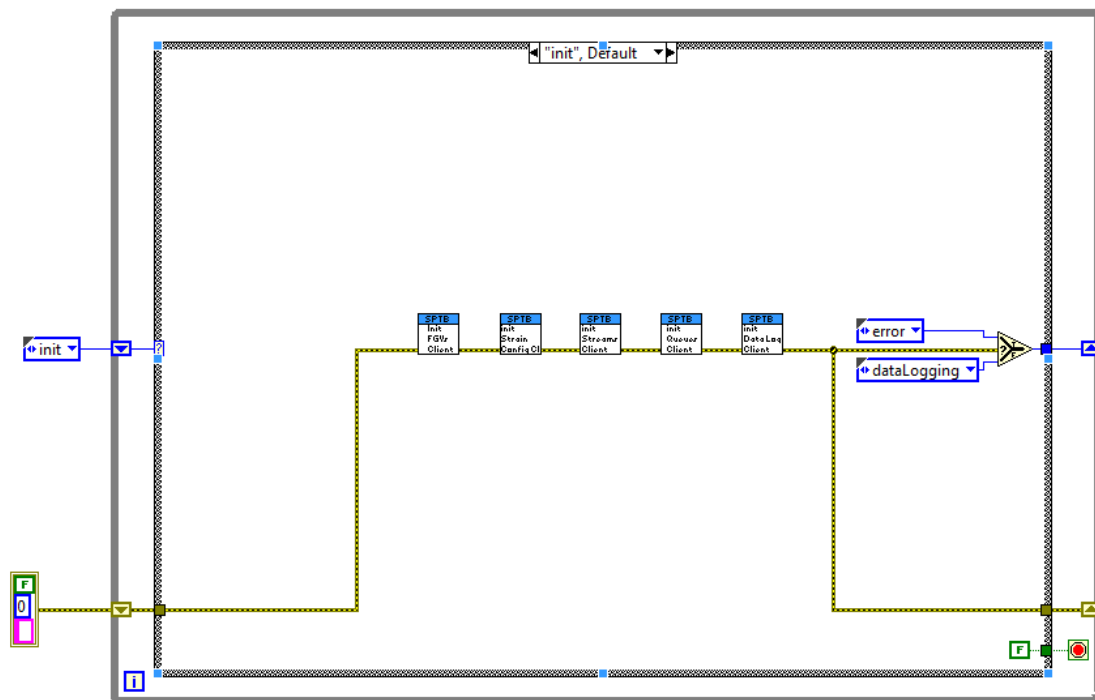 "init", Default
SPTB
Init
FGVs
Client
SPTB
init
Strain
Config Cl
SPTB
init
Streams
Client
SPTB
init
Queues
Client
SPTB
init
DataLog
Client
error
init
?
?
T
F
dataLogging
F
0
F
i